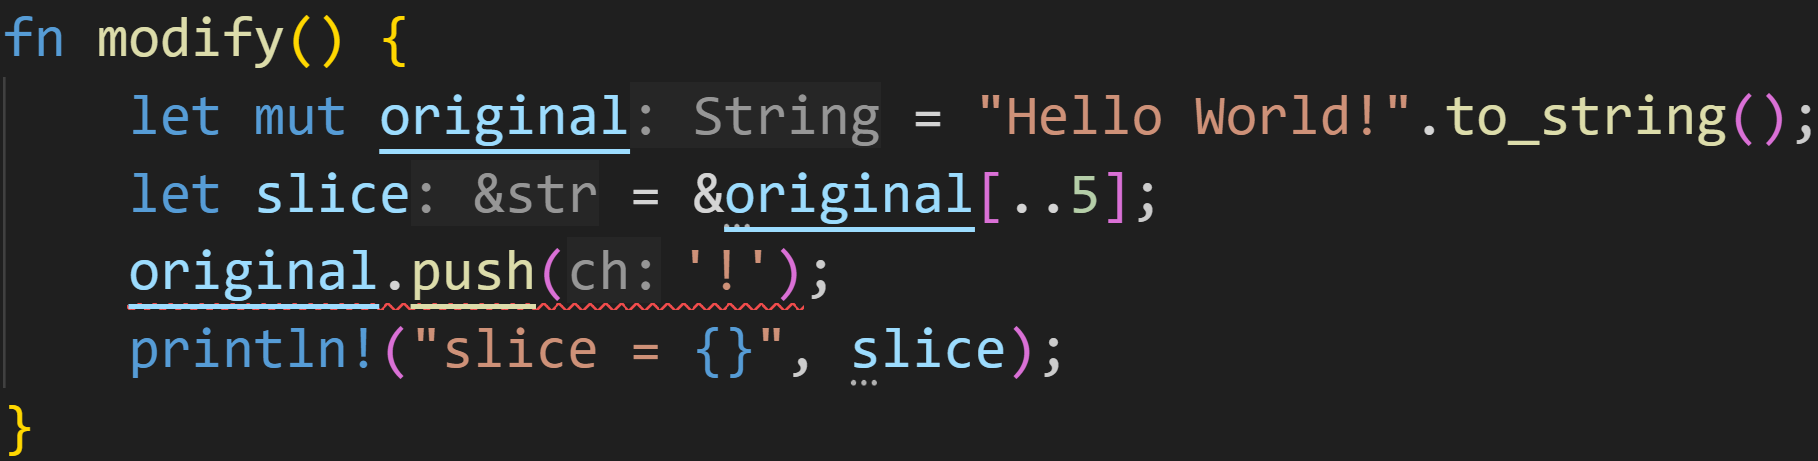 fn modify() {
let mut original: String = "Hello World!".to_string();
let slice: &str = &original[..5];
original.push(ch: '!');
println!("slice = {}", slice);
}